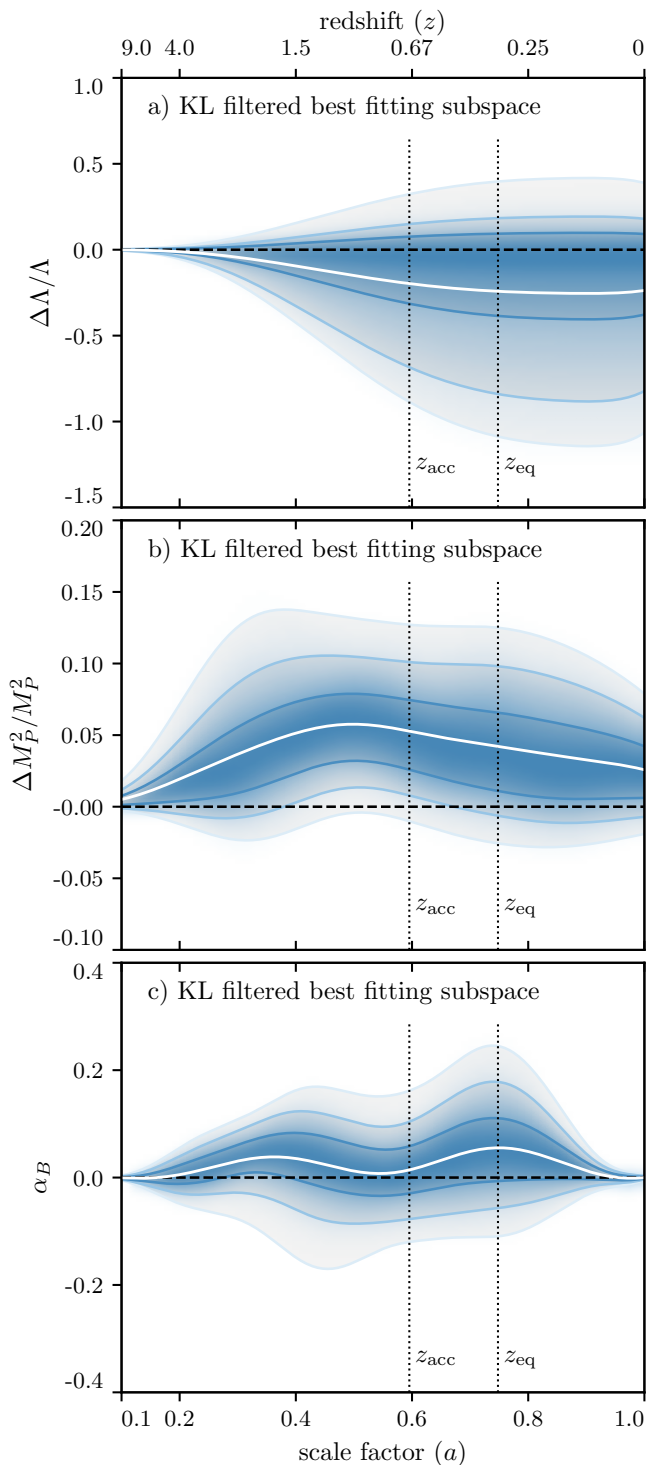 redshift (z)
9.0 4.0 1.5 0.67 0.25 0
1.0
a) KL filtered best fitting subspace
0.5
0.0
ΔΛ/Λ
-0.5
-1.0
z_acc z_eq
-1.5
0.20
b) KL filtered best fitting subspace
0.15
0.10
0.05
ΔM_P^2/M_P^2
-0.00
-0.05
z_acc z_eq
-0.10
0.4
c) KL filtered best fitting subspace
0.2
α_B
0.0
-0.2
z_acc z_eq
-0.4
0.1 0.2 0.4 0.6 0.8 1.0
scale factor (a)